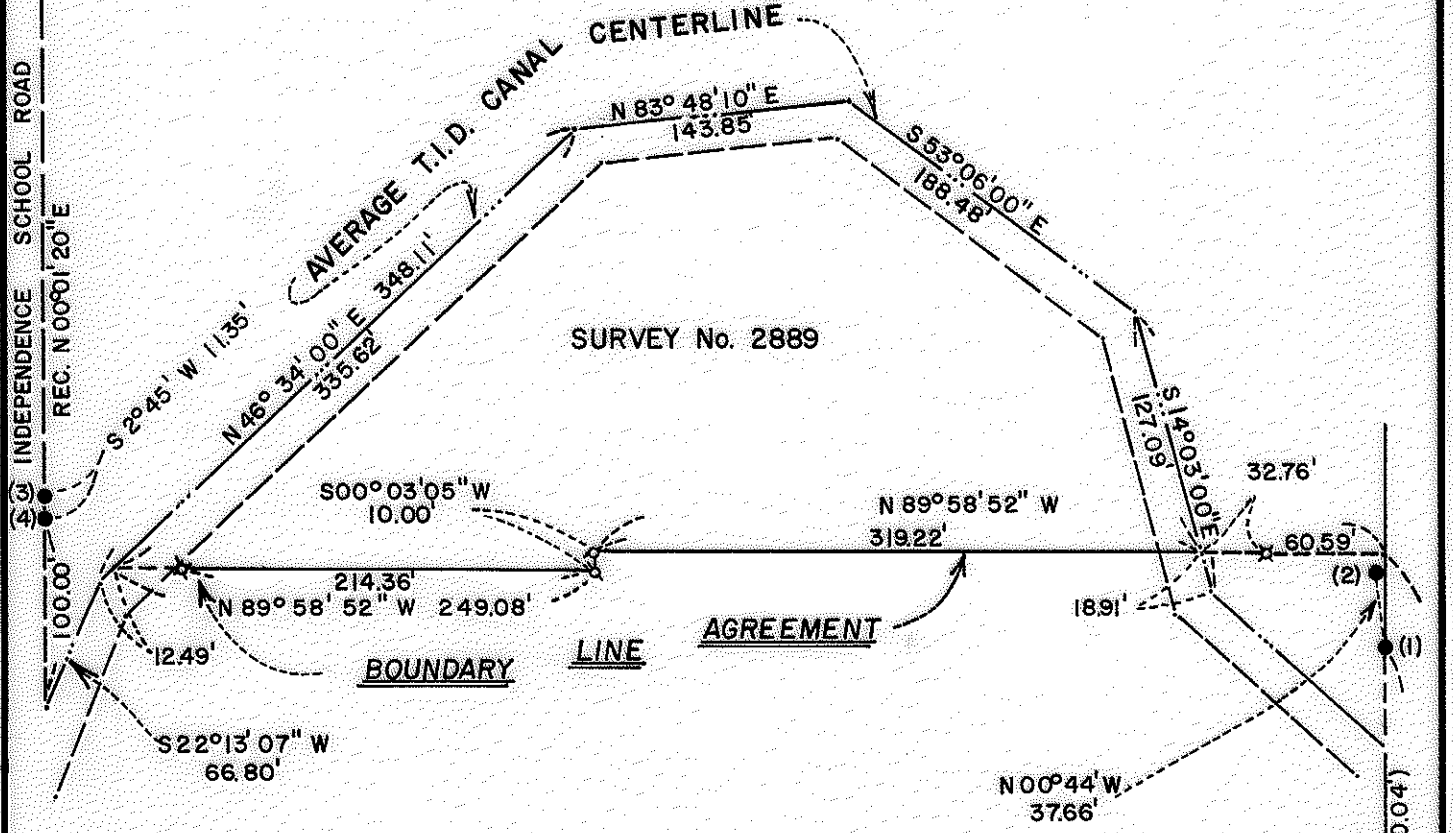 AVERAGE T.I.D. CANAL CENTERLINE
N 83° 48' 10" E
143.85'
S 53° 06' 00" E
188.48'
INDEPENDENCE SCHOOL ROAD
REC. N 00° 01' 20" E
S 2° 45' W 11.35'
N 46° 34' 00" E 348.11'
335.62'
SURVEY No. 2889
S 14° 03' 00" E
127.09'
32.76'
(3)
(4)
S 00° 03' 05" W
10.00'
N 89° 58' 52" W
319.22'
60.59'
(2)
100.00'
214.36'
N 89° 58' 52" W 249.08'
18.91'
12.49'
BOUNDARY LINE AGREEMENT
(1)
S 22° 13' 07" W
66.80'
N 00° 44' W
37.66'
0.04')